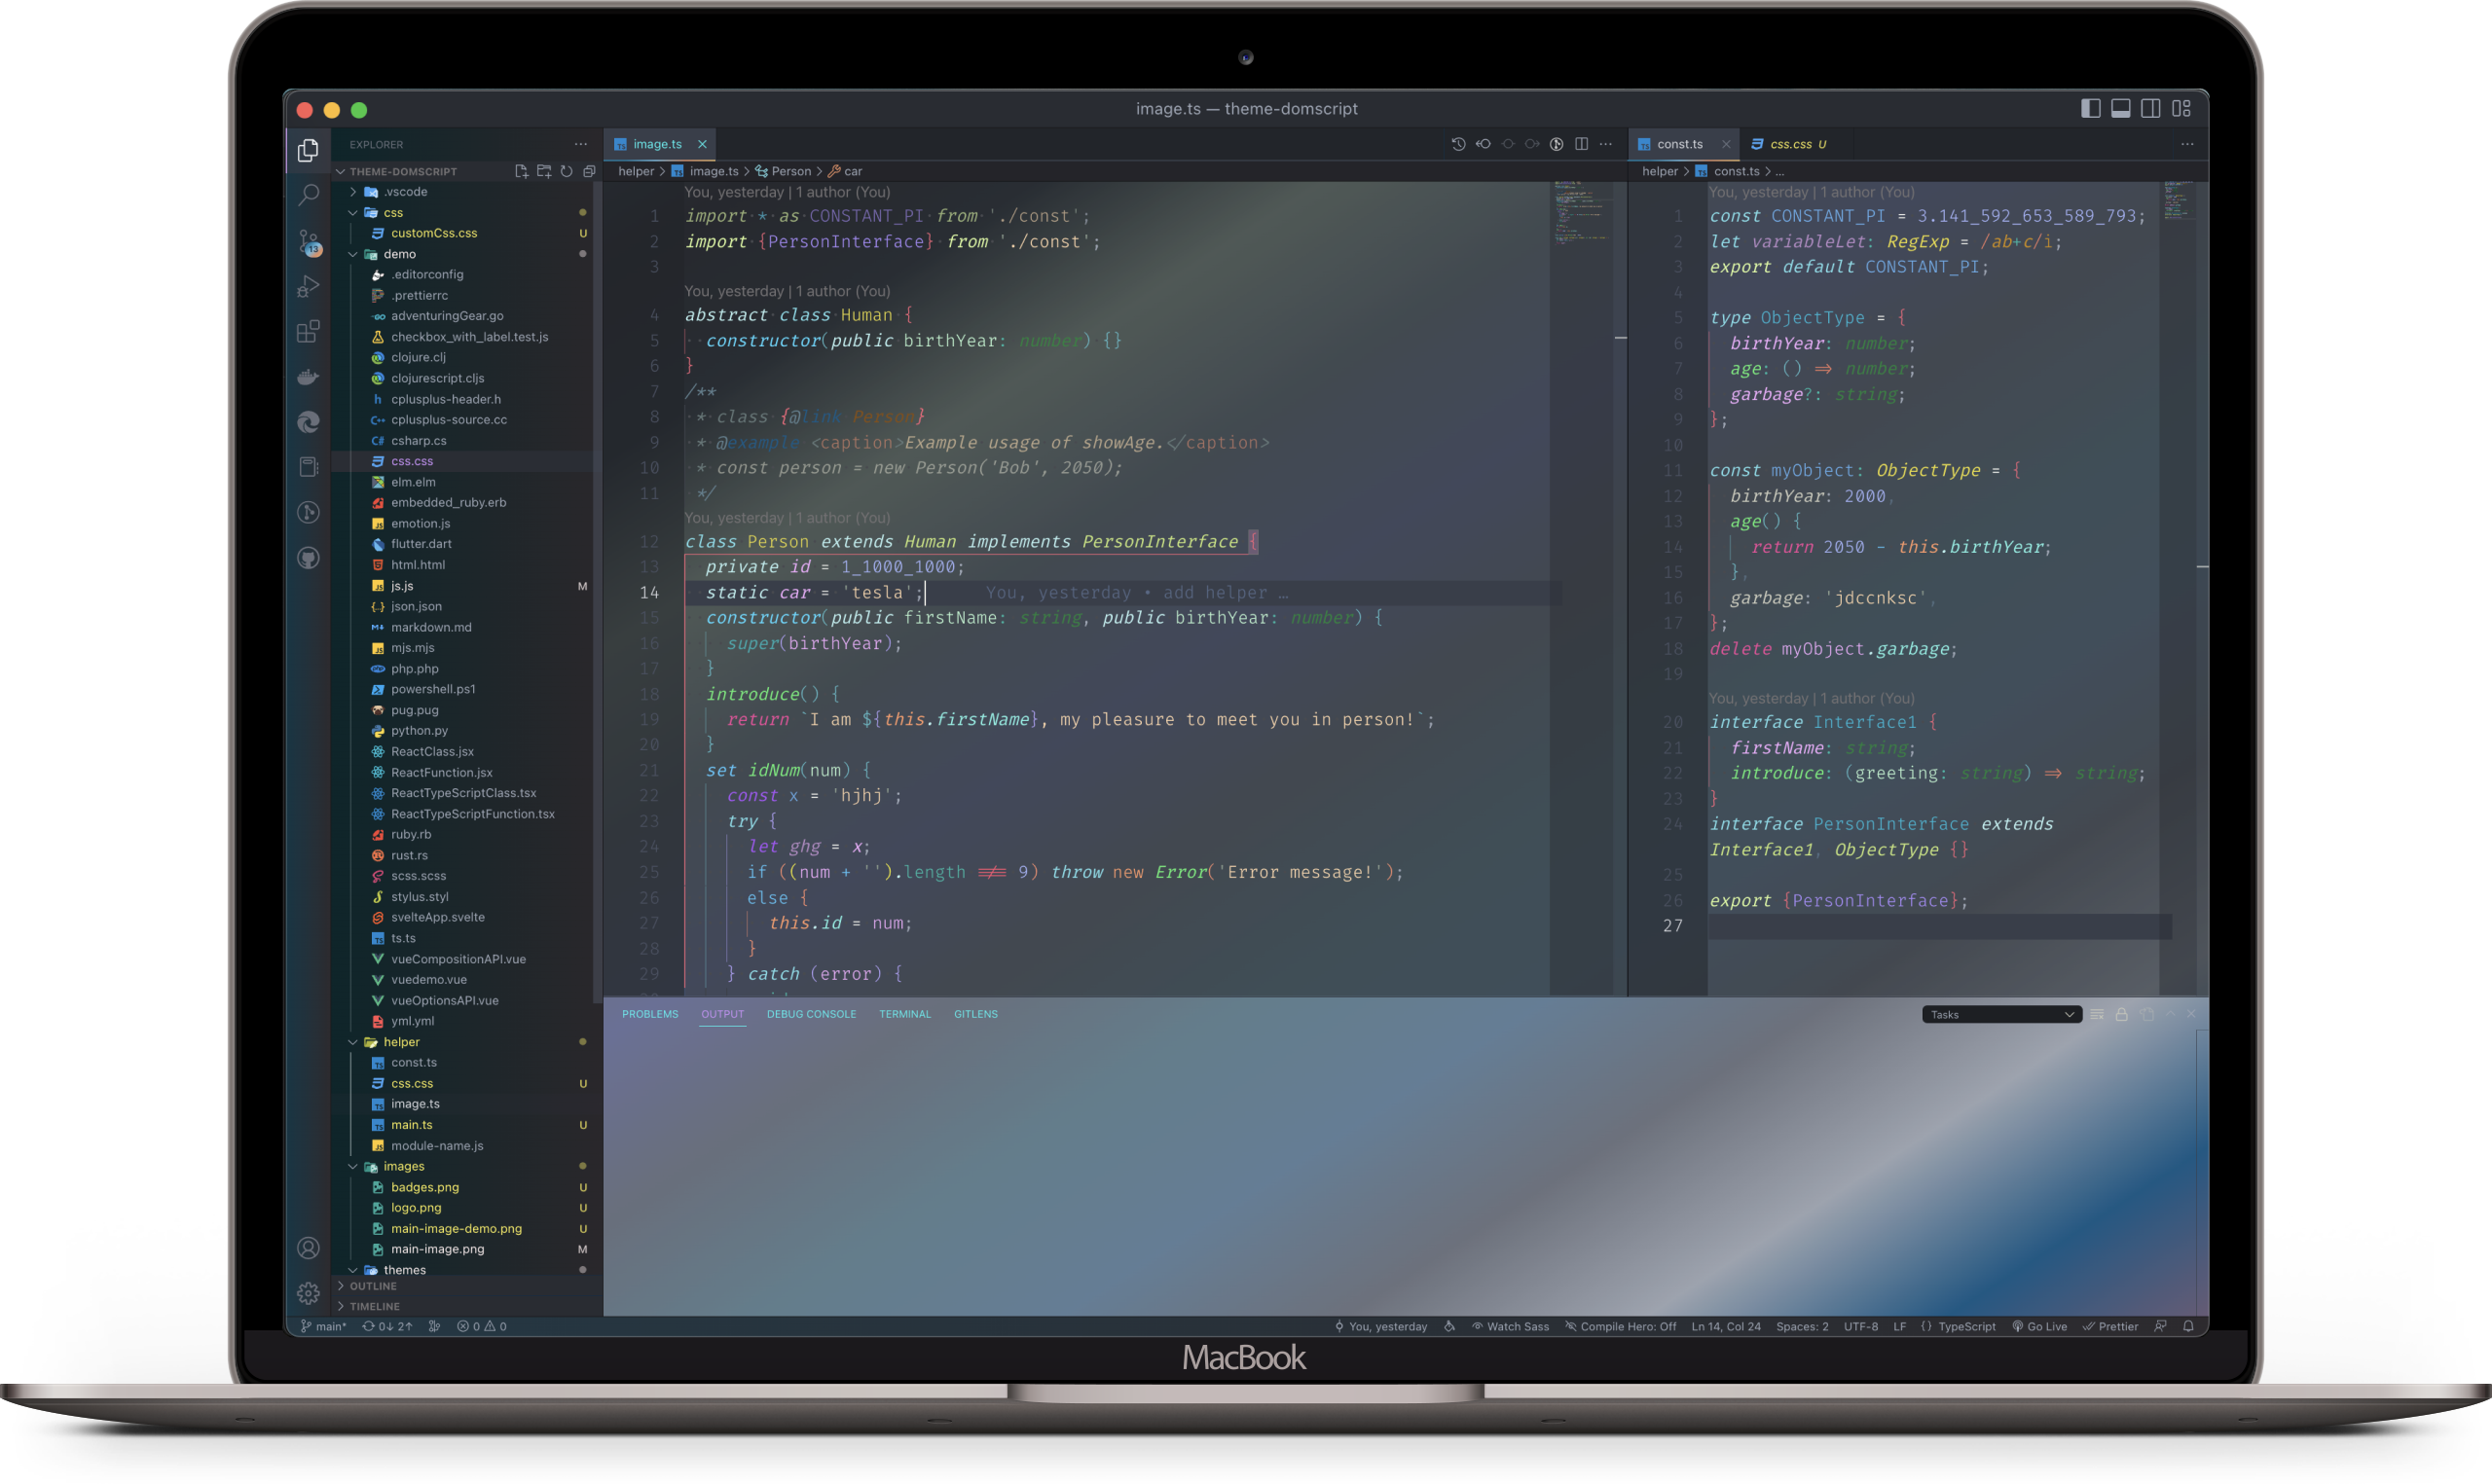 image.ts — theme-domscript
EXPLORER
THEME-DOMSCRIPT
.vscode
css
customCss.css U
demo
.editorconfig
.prettierrc
adventuringGear.go
checkbox_with_label.test.js
clojure.clj
clojurescript.cljs
cplusplus-header.h
cplusplus-source.cc
csharp.cs
css.css
elm.elm
embedded_ruby.erb
emotion.js
flutter.dart
html.html
js.js M
json.json
markdown.md
mjs.mjs
php.php
powershell.ps1
pug.pug
python.py
ReactClass.jsx
ReactFunction.jsx
ReactTypeScriptClass.tsx
ReactTypeScriptFunction.tsx
ruby.rb
rust.rs
scss.scss
stylus.styl
svelteApp.svelte
ts.ts
vueCompositionAPI.vue
vuedemo.vue
vueOptionsAPI.vue
yml.yml
helper
const.ts
css.css U
image.ts
main.ts U
module-name.js
images
badges.png U
logo.png U
main-image-demo.png U
main-image.png M
themes
OUTLINE
TIMELINE
13
image.ts
helper > image.ts > Person > car
You, yesterday | 1 author (You)
1 import * as CONSTANT_PI from './const';
2 import {PersonInterface} from './const';
3
You, yesterday | 1 author (You)
4 abstract class Human {
5 constructor(public birthYear: number) {}
6 }
7 /**
8 * class {@link Person}
9 * @example <caption>Example usage of showAge.</caption>
10 * const person = new Person('Bob', 2050);
11 */
You, yesterday | 1 author (You)
12 class Person extends Human implements PersonInterface {
13 private id = 1_1000_1000;
14 static car = 'tesla'; You, yesterday • add helper …
15 constructor(public firstName: string, public birthYear: number) {
16 super(birthYear);
17 }
18 introduce() {
19 return `I am ${this.firstName}, my pleasure to meet you in person!`;
20 }
21 set idNum(num) {
22 const x = 'hjhj';
23 try {
24 let ghg = x;
25 if ((num + '').length !== 9) throw new Error('Error message!');
26 else {
27 this.id = num;
28 }
29 } catch (error) {
const.ts
css.css U
helper > const.ts > ...
You, yesterday | 1 author (You)
1 const CONSTANT_PI = 3.141_592_653_589_793;
2 let variableLet: RegExp = /ab+c/i;
3 export default CONSTANT_PI;
4
5 type ObjectType = {
6 birthYear: number;
7 age: () => number;
8 garbage?: string;
9 };
10
11 const myObject: ObjectType = {
12 birthYear: 2000,
13 age() {
14 return 2050 - this.birthYear;
15 },
16 garbage: 'jdccnksc',
17 };
18 delete myObject.garbage;
19
You, yesterday | 1 author (You)
20 interface Interface1 {
21 firstName: string;
22 introduce: (greeting: string) => string;
23 }
24 interface PersonInterface extends
Interface1, ObjectType {}
25
26 export {PersonInterface};
27
PROBLEMS OUTPUT DEBUG CONSOLE TERMINAL GITLENS
Tasks
main* 0↓ 2↑ 0 0
You, yesterday Watch Sass Compile Hero: Off Ln 14, Col 24 Spaces: 2 UTF-8 LF {} TypeScript Go Live Prettier
MacBook